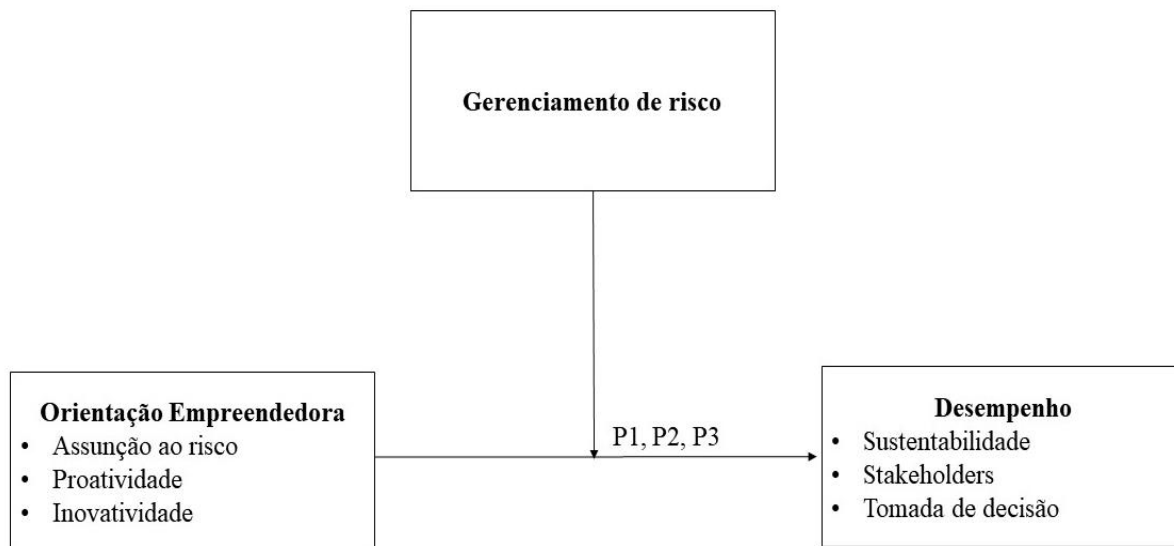 Gerenciamento de risco
P1, P2, P3
Orientação Empreendedora
• Assunção ao risco
• Proatividade
• Inovatividade
Desempenho
• Sustentabilidade
• Stakeholders
• Tomada de decisão